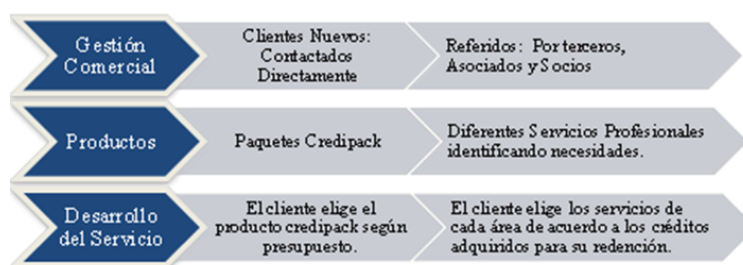 Gestión
Comercial
Clientes Nuevos:
Contactados
Directamente
Referidos: Por terceros,
Asociados y Socios
Productos
Paquetes Credipack
Diferentes Servicios Profesionales
identificando necesidades.
Desarrollo
del Servicio
El cliente elige el
producto credipack según
presupuesto.
El cliente elige los servicios de
cada área de acuerdo a los créditos
adquiridos para su redención.